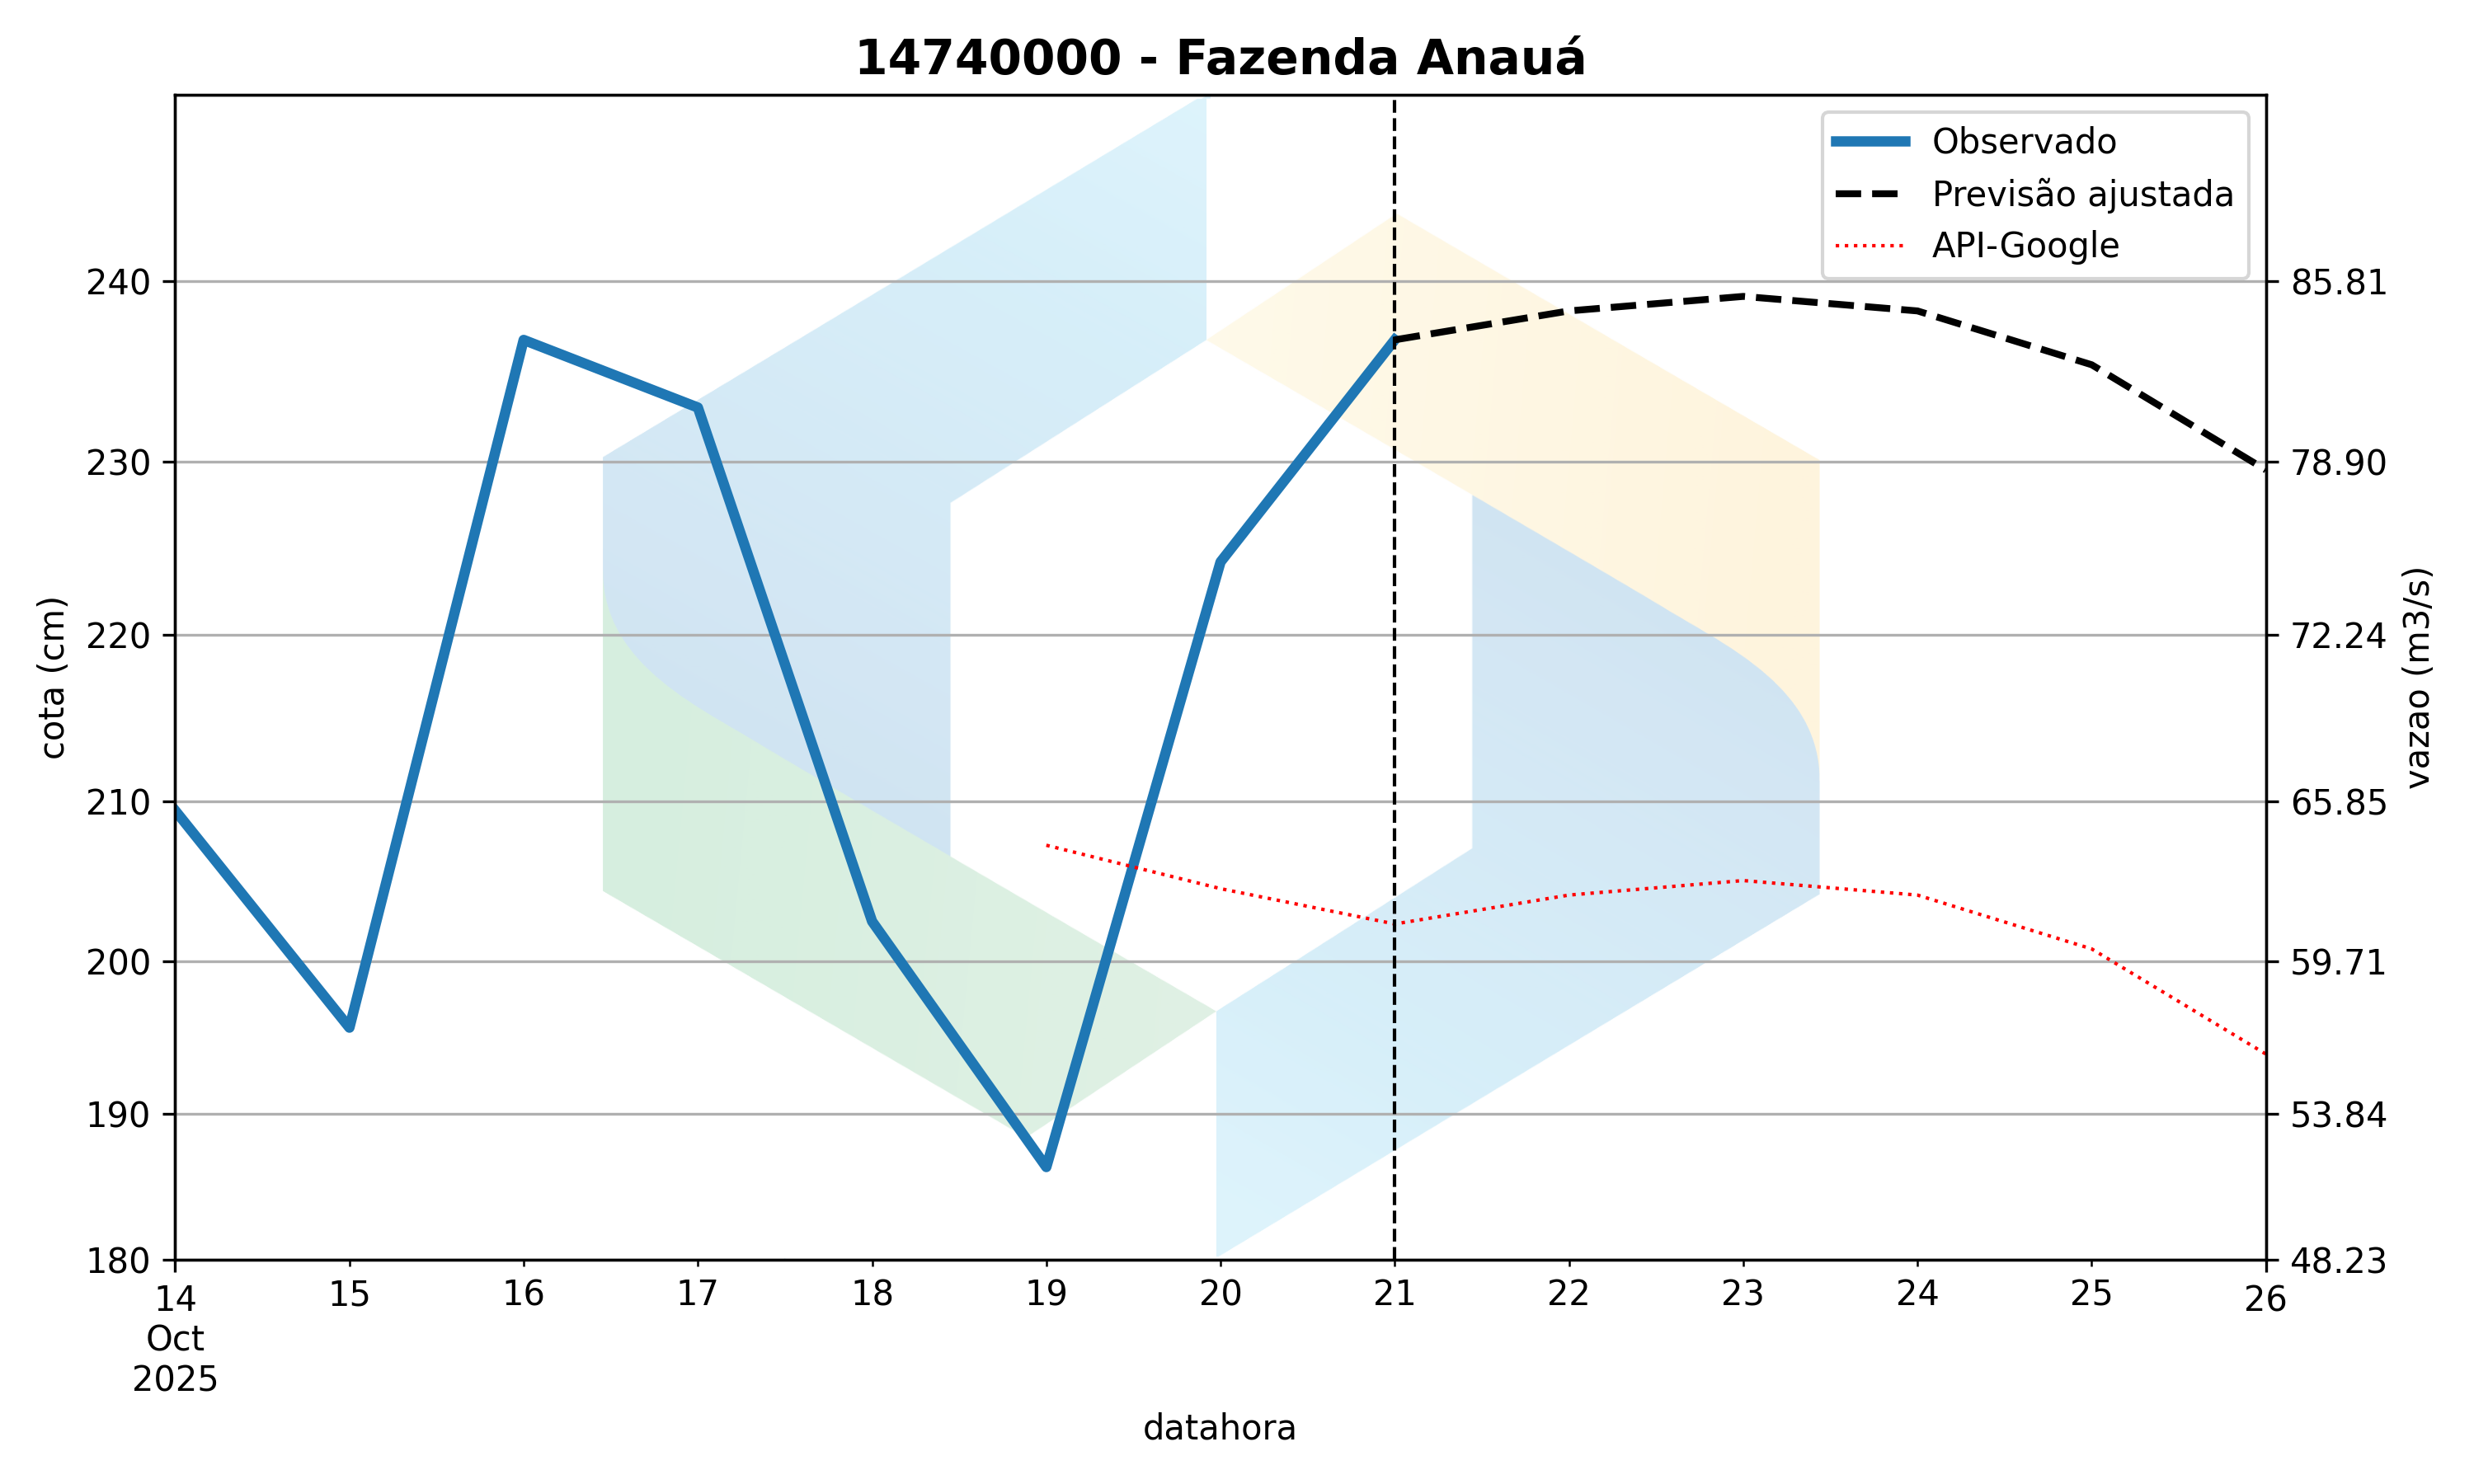 14740000 - Fazenda Anauá
Observado
Previsão ajustada
API-Google
240
230
220
210
200
190
180
cota (cm)
85.81
78.90
72.24
65.85
59.71
53.84
48.23
vazao (m3/s)
14 15 16 17 18 19 20 21 22 23 24 25 26
Oct
2025
datahora